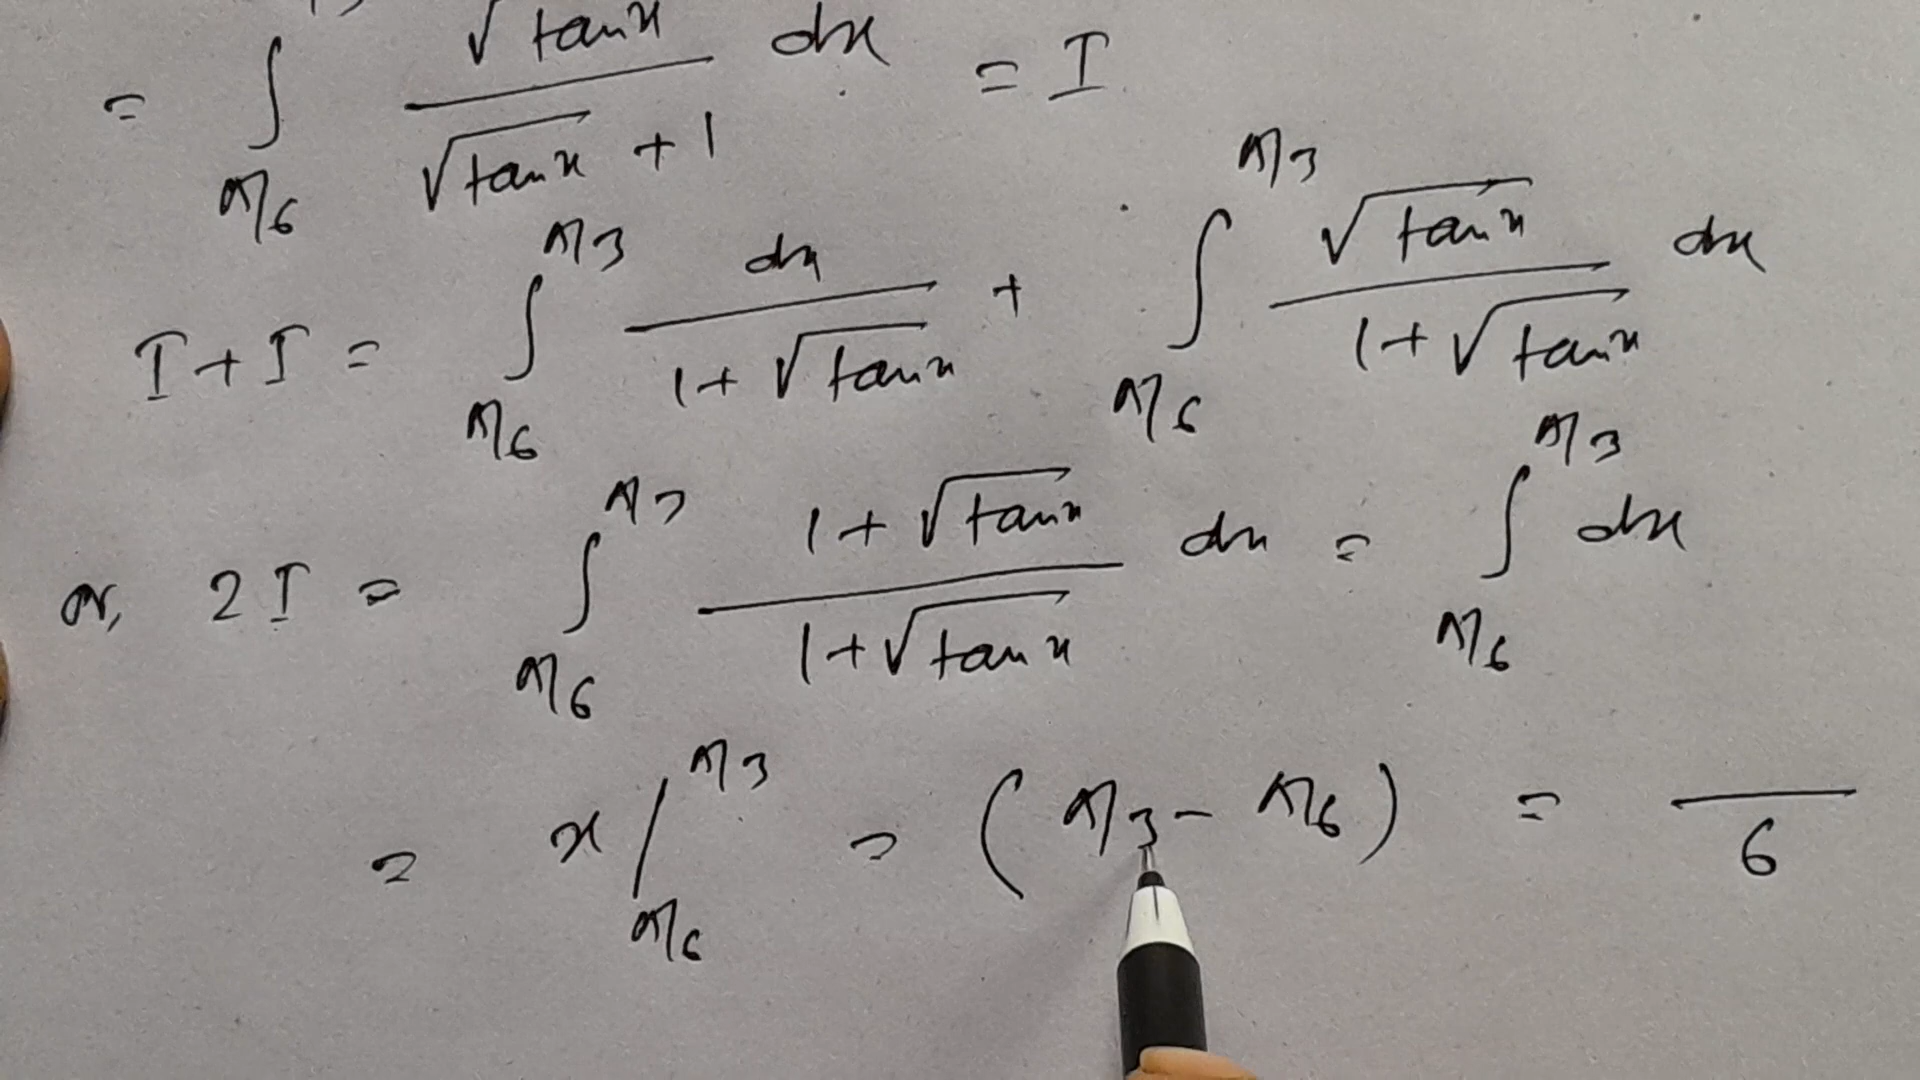 = ∫_{π/6} √tanx / (√tanx + 1) dx = I
I + I = ∫_{π/6}^{π/3} dx / (1+√tanx) + ∫_{π/6}^{π/3} √tanx / (1+√tanx) dx
or, 2I = ∫_{π/6}^{π/3} (1+√tanx) / (1+√tanx) dx = ∫_{π/6}^{π/3} dx
= x /_{π/6}^{π/3} = (π/3 - π/6) = — / 6